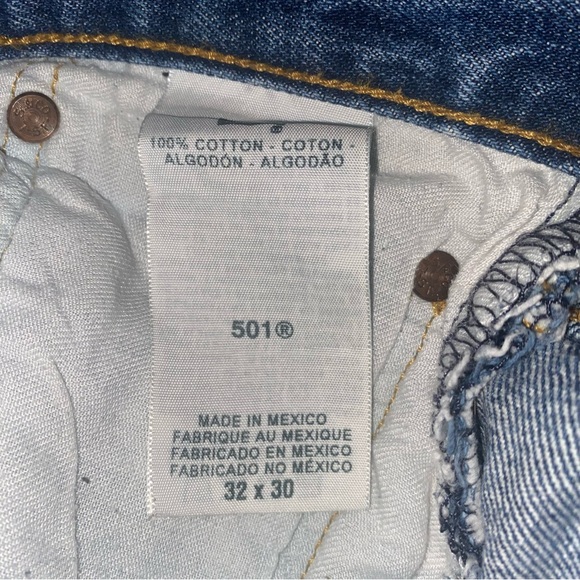 100% COTTON - COTON -
ALGODÓN - ALGODÃO
501®
MADE IN MEXICO
FABRIQUE AU MEXIQUE
FABRICADO EN MEXICO
FABRICADO NO MÉXICO
32 x 30